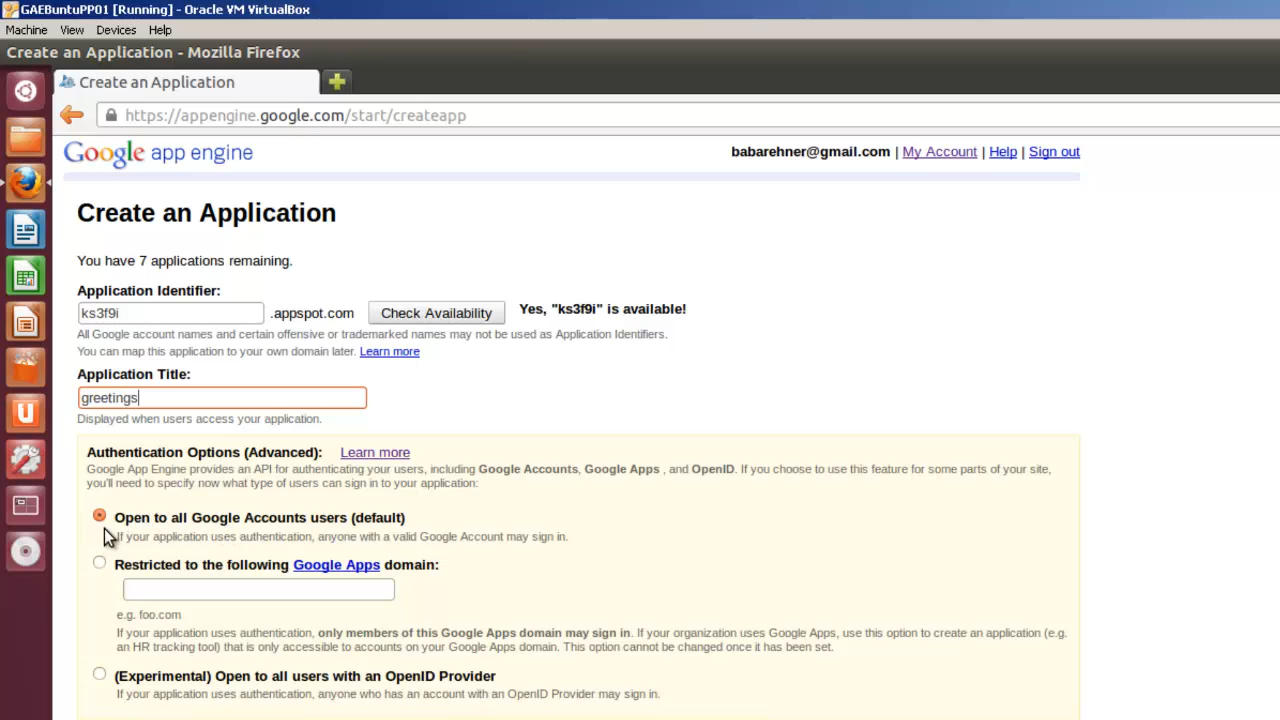 GAEBuntuPP01 [Running] - Oracle VM VirtualBox
Machine View Devices Help
Create an Application - Mozilla Firefox
Create an Application
https://appengine.google.com/start/createapp
Google app engine
babarehner@gmail.com | My Account | Help | Sign out
Create an Application
You have 7 applications remaining.
Application Identifier:
ks3f9i .appspot.com Check Availability Yes, "ks3f9i" is available!
All Google account names and certain offensive or trademarked names may not be used as Application Identifiers.
You can map this application to your own domain later. Learn more
Application Title:
greetings
Displayed when users access your application.
Authentication Options (Advanced): Learn more
Google App Engine provides an API for authenticating your users, including Google Accounts, Google Apps , and OpenID. If you choose to use this feature for some parts of your site,
you'll need to specify now what type of users can sign in to your application:
Open to all Google Accounts users (default)
If your application uses authentication, anyone with a valid Google Account may sign in.
Restricted to the following Google Apps domain:
e.g. foo.com
If your application uses authentication, only members of this Google Apps domain may sign in. If your organization uses Google Apps, use this option to create an application (e.g.
an HR tracking tool) that is only accessible to accounts on your Google Apps domain. This option cannot be changed once it has been set.
(Experimental) Open to all users with an OpenID Provider
If your application uses authentication, anyone who has an account with an OpenID Provider may sign in.